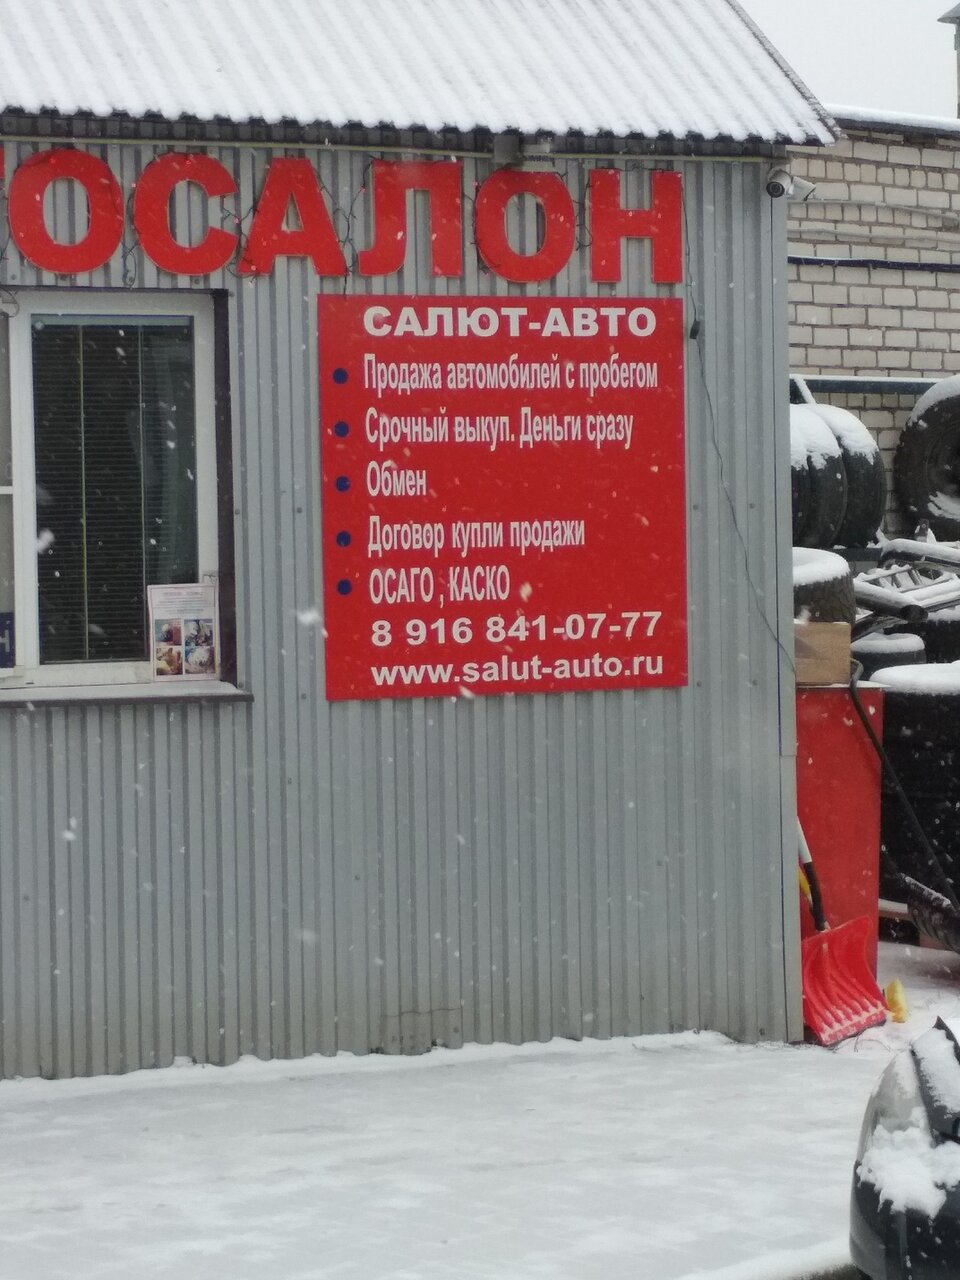 ТОСАЛОН
САЛЮТ-АВТО
Продажа автомобилей с пробегом
Срочный выкуп. Деньги сразу
Обмен
Договор купли продажи
ОСАГО , КАСКО
8 916 841-07-77
www.salut-auto.ru